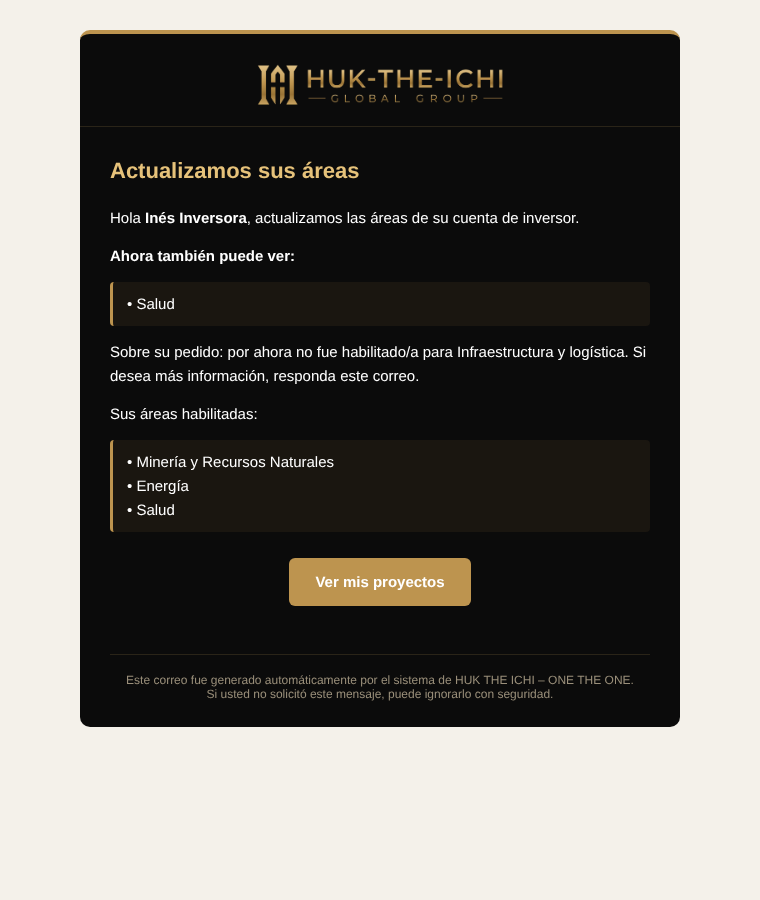 HUK-THE-ICHI
GLOBAL GROUP
Actualizamos sus áreas
Hola Inés Inversora, actualizamos las áreas de su cuenta de inversor.
Ahora también puede ver:
• Salud
Sobre su pedido: por ahora no fue habilitado/a para Infraestructura y logística. Si
desea más información, responda este correo.
Sus áreas habilitadas:
• Minería y Recursos Naturales
• Energía
• Salud
Ver mis proyectos
Este correo fue generado automáticamente por el sistema de HUK THE ICHI – ONE THE ONE.
Si usted no solicitó este mensaje, puede ignorarlo con seguridad.